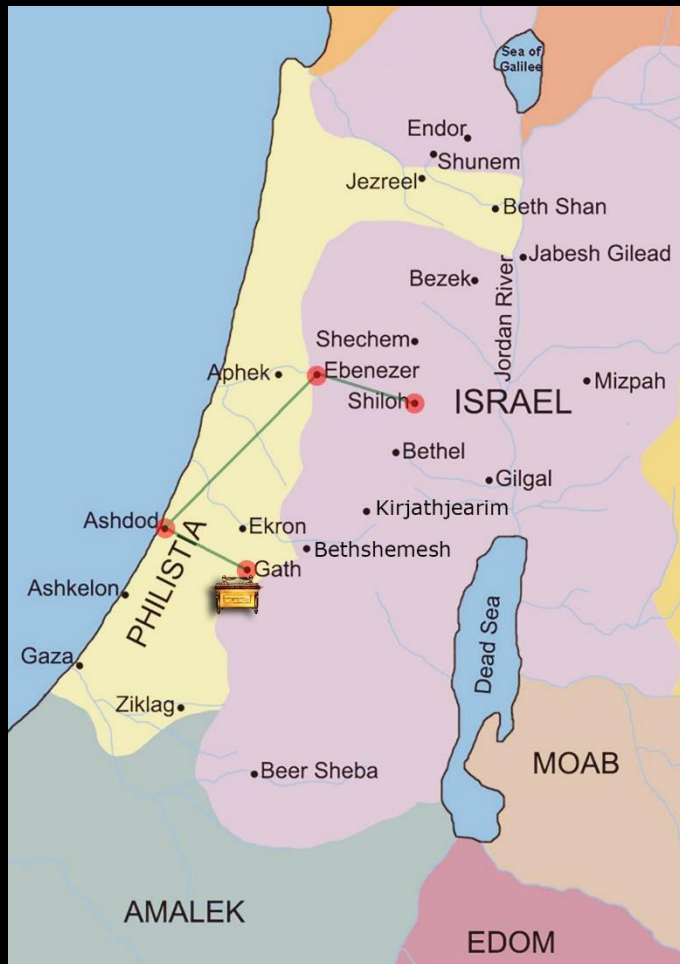 Sea of
Galilee
Endor
Shunem
Jezreel
Beth Shan
Jabesh Gilead
Bezek
Jordan River
Shechem
Aphek
Ebenezer
Mizpah
Shiloh
ISRAEL
Bethel
Gilgal
Kirjathjearim
Ashdod
Ekron
Bethshemesh
PHILISTIA
Gath
Ashkelon
Dead Sea
Gaza
Ziklag
MOAB
Beer Sheba
AMALEK
EDOM